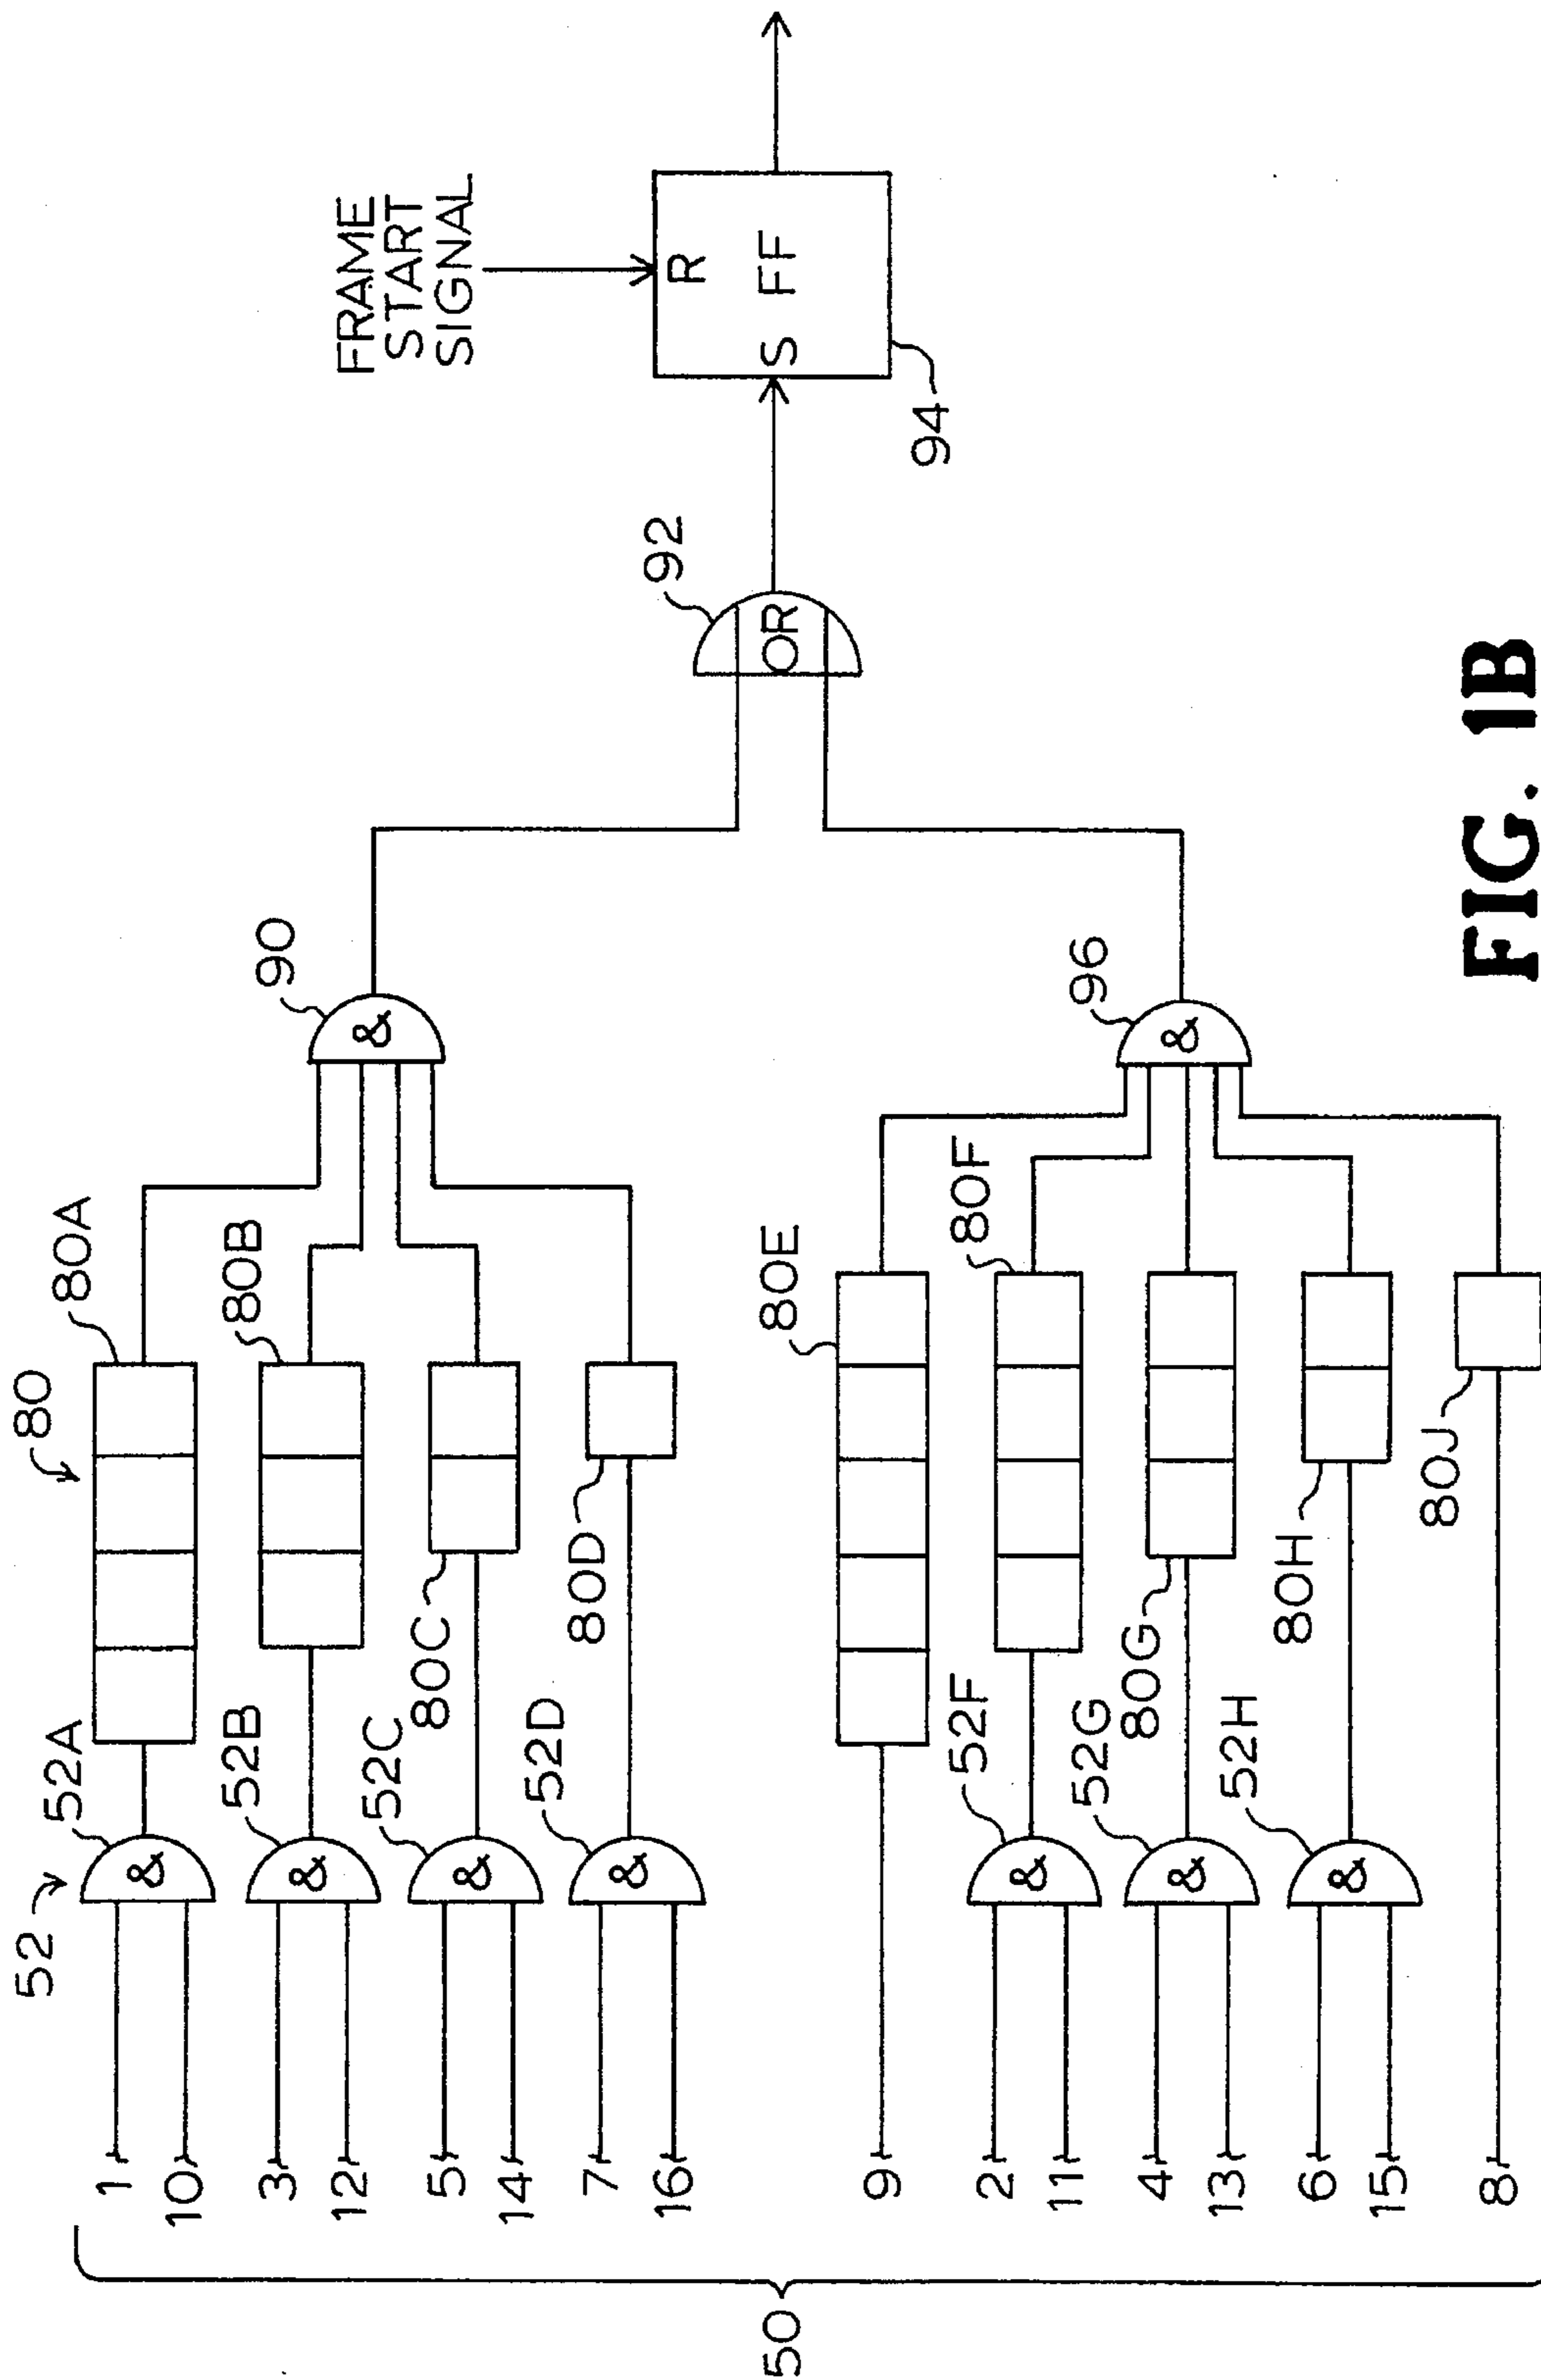 50
1
10
3
12
5
14
7
16
9
2
11
4
13
6
15
8
52
52A
&
52B
&
52C
&
52D
&
52F
&
52G
&
52H
&
80
80A
80B
80C
80D
80E
80F
80G
80H
80J
90
&
96
&
92
OR
FRAME
START
SIGNAL
R
S FF
94
FIG. 1B